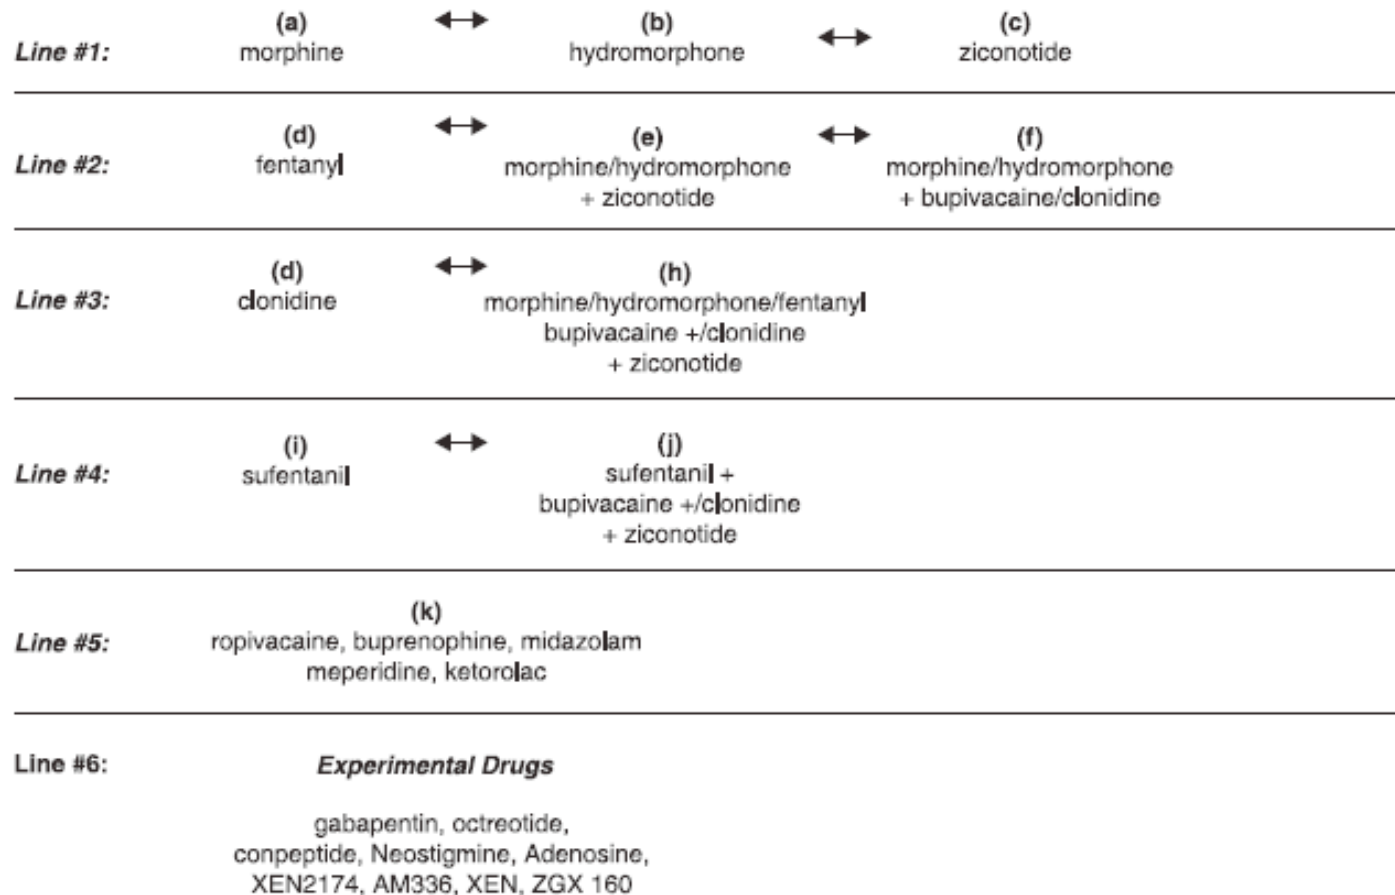 (a) ↔ (b) (c)
Line #1: morphine hydromorphone ↔ ziconotide
(d) ↔ (e) ↔ (f)
Line #2: fentanyl morphine/hydromorphone morphine/hydromorphone
+ ziconotide + bupivacaine/clonidine
(d) ↔ (h)
Line #3: clonidine morphine/hydromorphone/fentanyl
bupivacaine +/clonidine
+ ziconotide
(i) ↔ (j)
Line #4: sufentanil sufentanil +
bupivacaine +/clonidine
+ ziconotide
(k)
Line #5: ropivacaine, buprenophine, midazolam
meperidine, ketorolac
Line #6: Experimental Drugs
gabapentin, octreotide,
conpeptide, Neostigmine, Adenosine,
XEN2174, AM336, XEN, ZGX 160